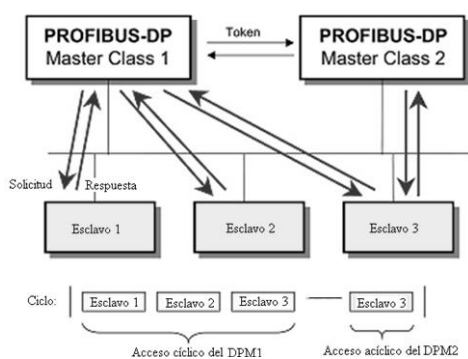 PROFIBUS-DP
Master Class 1
Token
PROFIBUS-DP
Master Class 2
Solicitud
Respuesta
Esclavo 1
Esclavo 2
Esclavo 3
Ciclo:
Esclavo 1
Esclavo 2
Esclavo 3
Esclavo 3
Acceso cíclico del DPM1
Acceso acíclico del DPM2